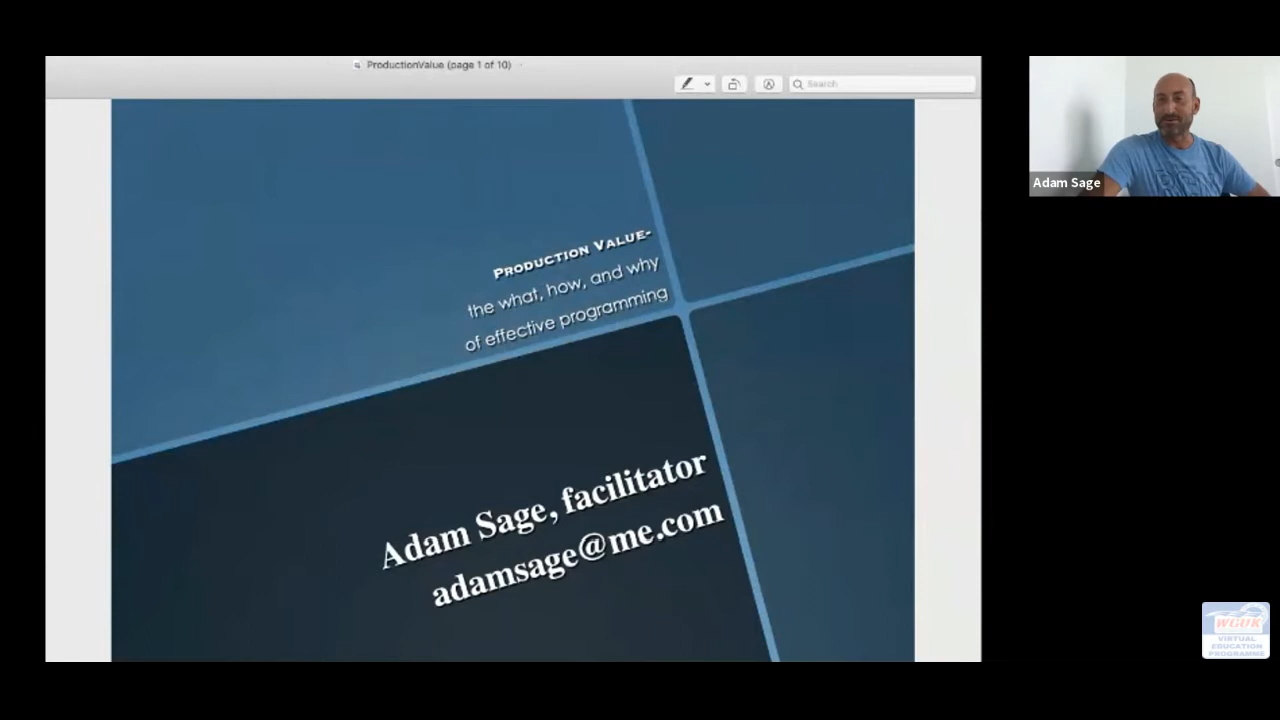 ProductionValue (page 1 of 10)
Search
Production Value-
the what, how, and why
of effective programming
Adam Sage, facilitator
adamsage@me.com
Adam Sage
WGUK
VIRTUAL
EDUCATION
PROGRAMME